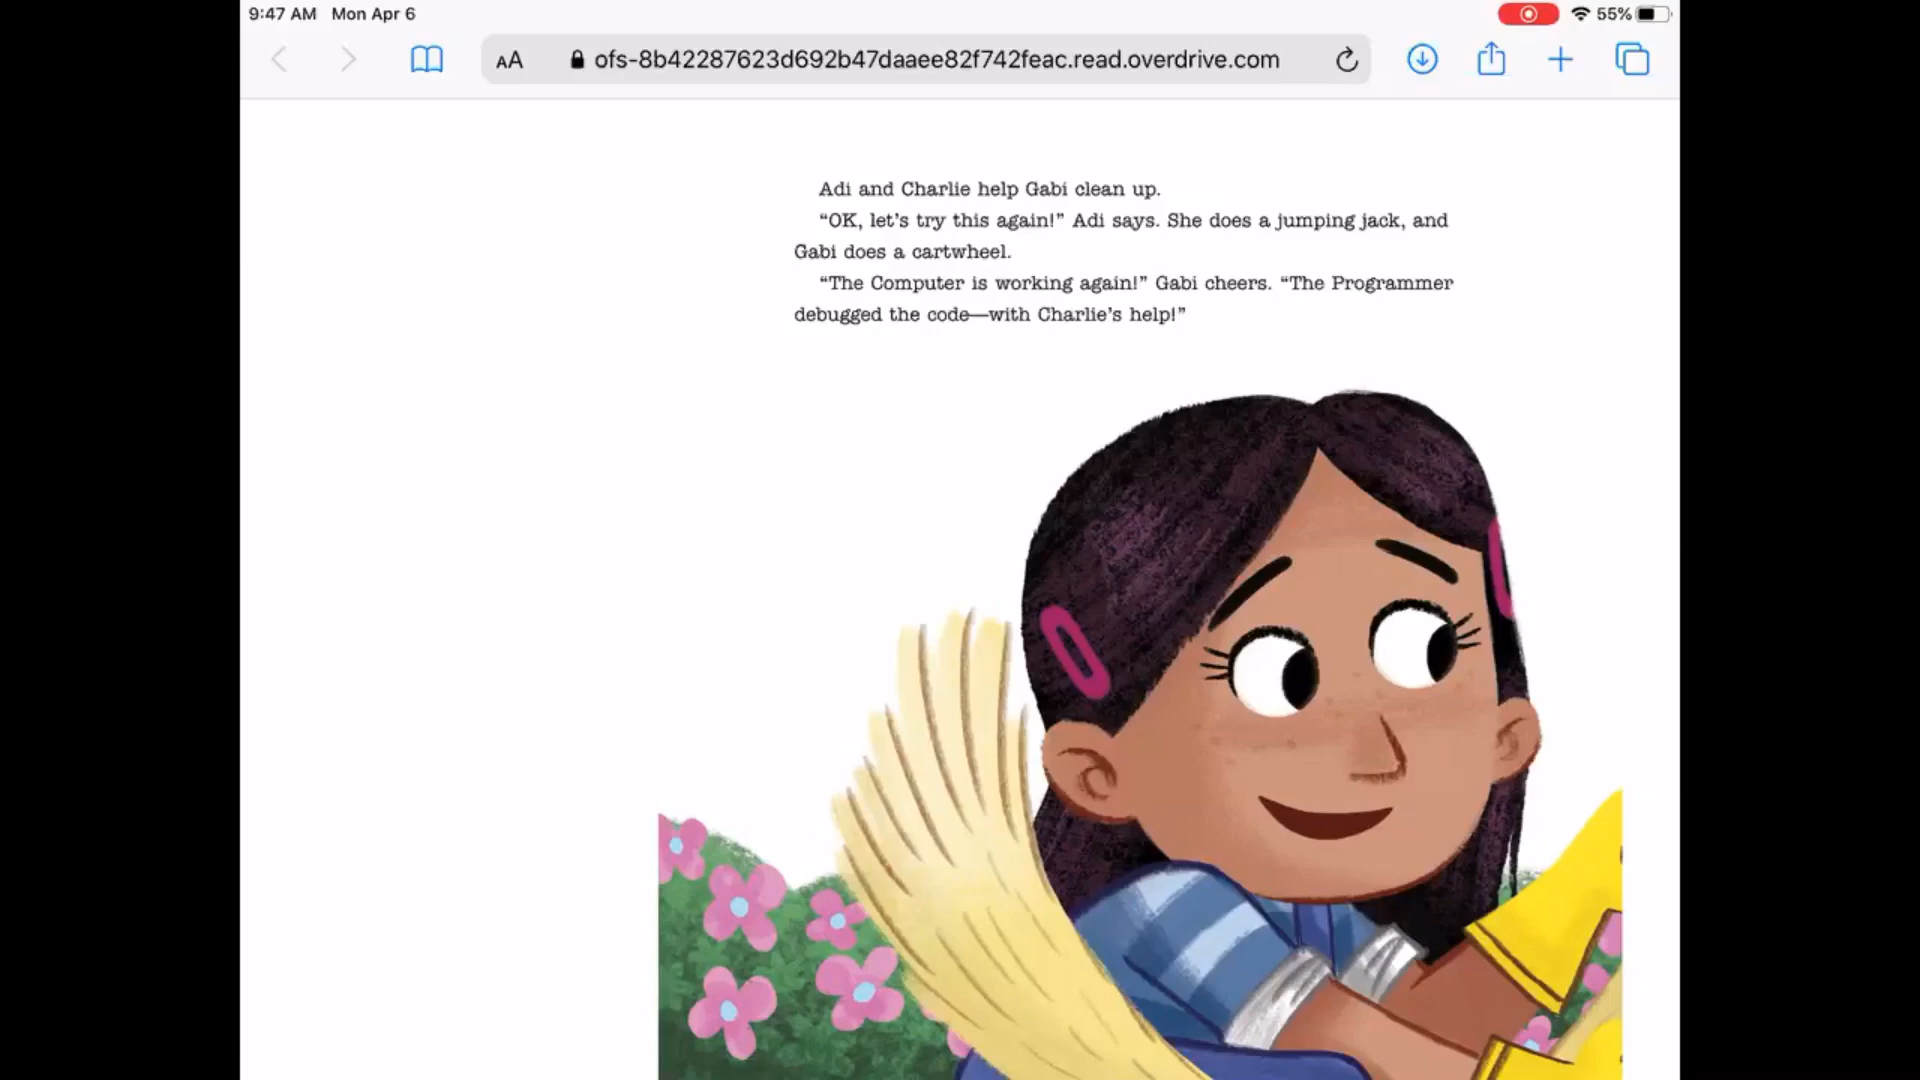 9:47 AM Mon Apr 6
55%
AA
ofs-8b42287623d692b47daaee82f742feac.read.overdrive.com
Adi and Charlie help Gabi clean up.
“OK, let’s try this again!” Adi says. She does a jumping jack, and
Gabi does a cartwheel.
“The Computer is working again!” Gabi cheers. “The Programmer
debugged the code—with Charlie’s help!”